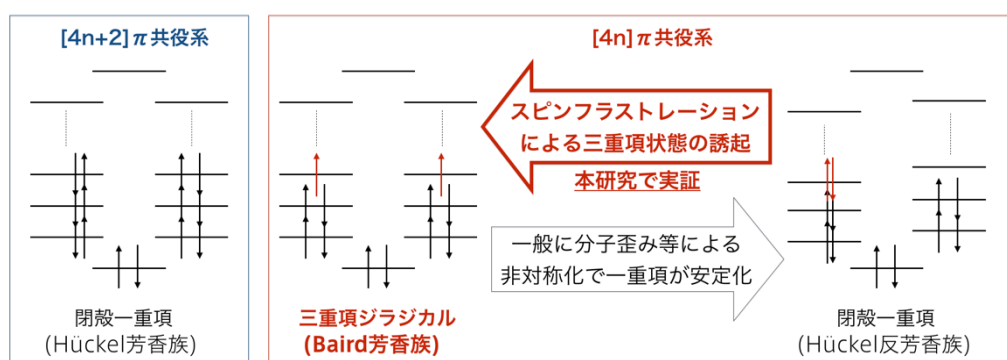 [4n+2]π共役系
閉殻一重項
(Hückel芳香族)
[4n]π共役系
スピンフラストレーション
による三重項状態の誘起
本研究で実証
一般に分子歪み等による
非対称化で一重項が安定化
三重項ジラジカル
(Baird芳香族)
閉殻一重項
(Hückel反芳香族)